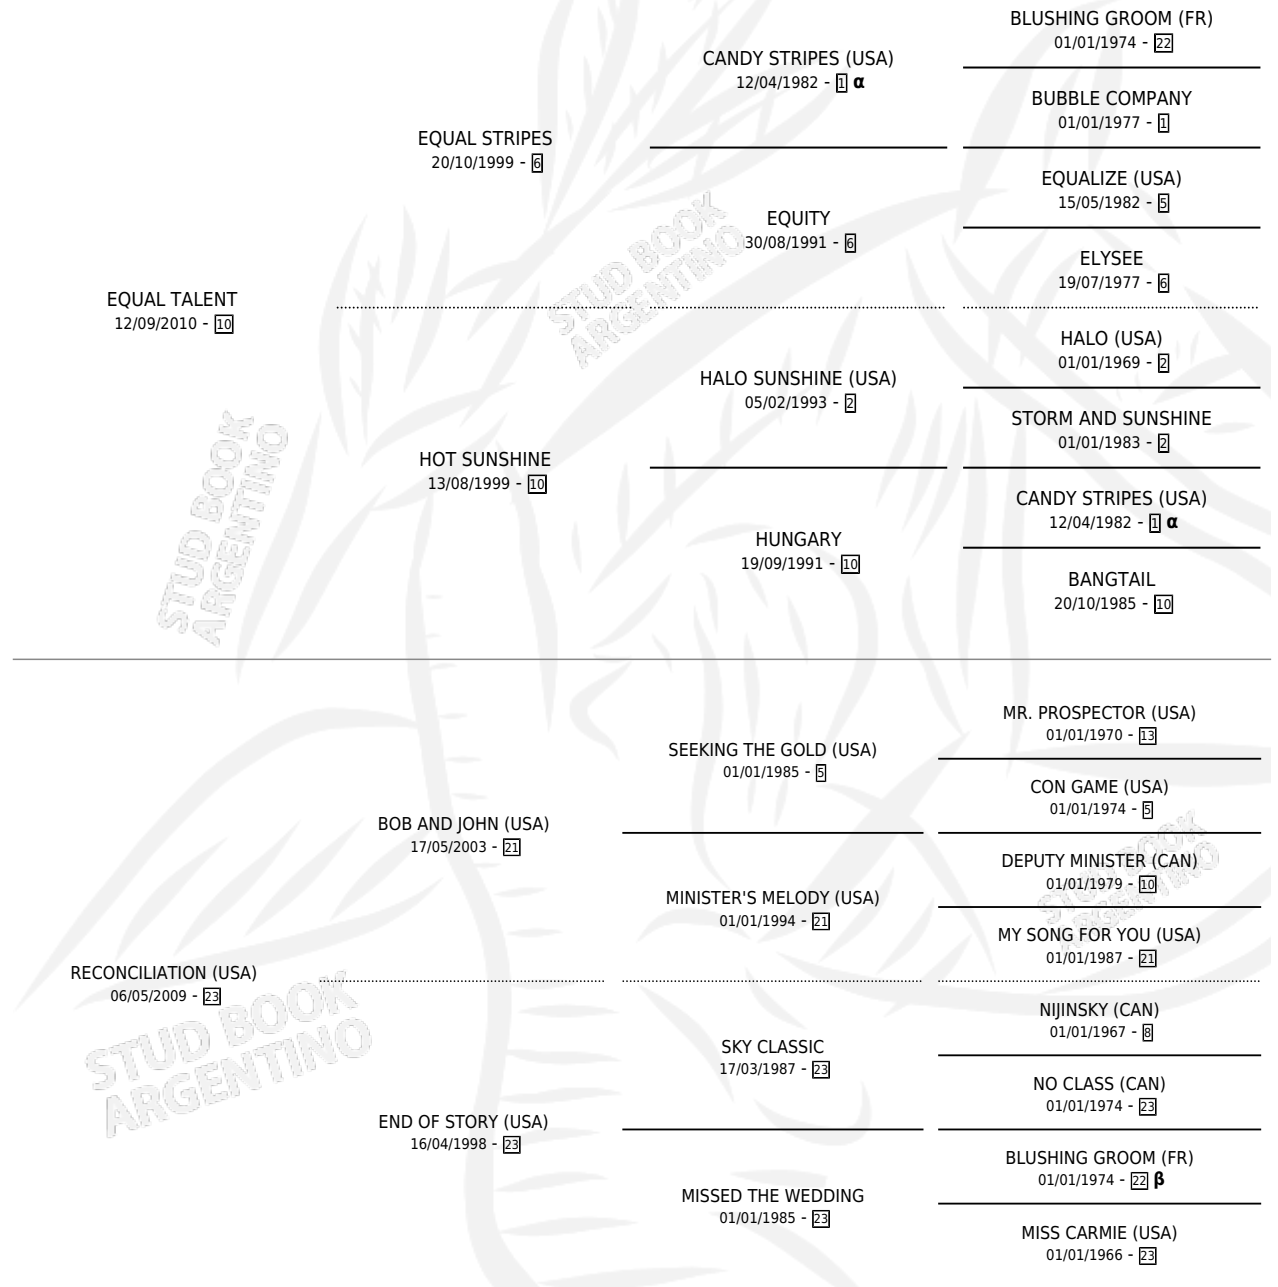 BLUSHING GROOM (FR)
01/01/1974 - 22
CANDY STRIPES (USA)
12/04/1982 - 1 α
BUBBLE COMPANY
01/01/1977 - 1
EQUAL STRIPES
20/10/1999 - 6
EQUALIZE (USA)
15/05/1982 - 5
EQUITY
30/08/1991 - 6
ELYSEE
19/07/1977 - 6
EQUAL TALENT
12/09/2010 - 10
HALO (USA)
01/01/1969 - 2
HALO SUNSHINE (USA)
05/02/1993 - 2
STORM AND SUNSHINE
01/01/1983 - 2
HOT SUNSHINE
13/08/1999 - 10
CANDY STRIPES (USA)
12/04/1982 - 1 α
HUNGARY
19/09/1991 - 10
BANGTAIL
20/10/1985 - 10
MR. PROSPECTOR (USA)
01/01/1970 - 13
SEEKING THE GOLD (USA)
01/01/1985 - 5
CON GAME (USA)
01/01/1974 - 5
BOB AND JOHN (USA)
17/05/2003 - 21
DEPUTY MINISTER (CAN)
01/01/1979 - 10
MINISTER'S MELODY (USA)
01/01/1994 - 21
MY SONG FOR YOU (USA)
01/01/1987 - 21
RECONCILIATION (USA)
06/05/2009 - 23
NIJINSKY (CAN)
01/01/1967 - 8
SKY CLASSIC
17/03/1987 - 23
NO CLASS (CAN)
01/01/1974 - 23
END OF STORY (USA)
16/04/1998 - 23
BLUSHING GROOM (FR)
01/01/1974 - 22 β
MISSED THE WEDDING
01/01/1985 - 23
MISS CARMIE (USA)
01/01/1966 - 23
STUD BOOK
ARGENTINO
STUD BOOK
ARGENTINO
STUD BOOK
ARGENTINO
STUD BOOK
ARGENTINO